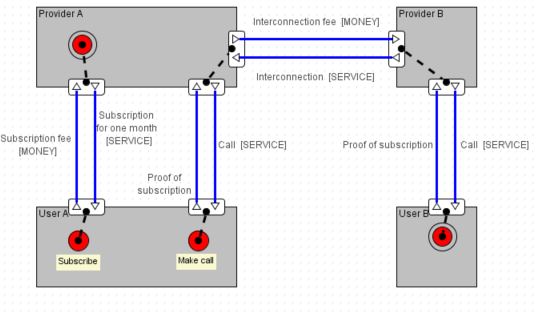 Provider A
Provider B
Interconnection fee [MONEY]
Interconnection [SERVICE]
Subscription fee
[MONEY]
Subscription
for one month
[SERVICE]
Proof of
subscription
Call [SERVICE]
Proof of subscription
Call [SERVICE]
User A
User B
Subscribe
Make call